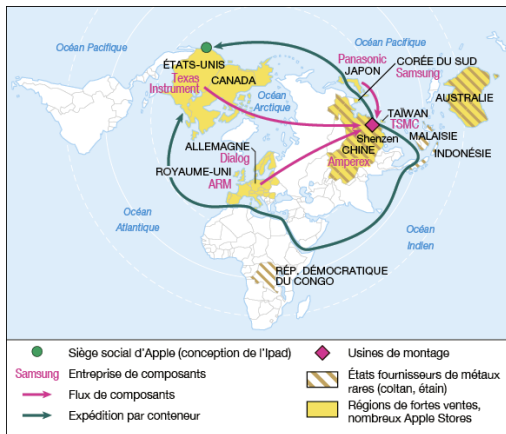 Océan Pacifique
Océan Pacifique
ÉTATS-UNIS
Texas
Instrument
CANADA
Océan
Arctique
Panasonic
JAPON
CORÉE DU SUD
Samsung
AUSTRALIE
TAÏWAN
TSMC
Shenzen
MALAISIE
CHINE
Amperex
INDONÉSIE
ALLEMAGNE
Dialog
ROYAUME-UNI
ARM
Océan
Atlantique
Océan
Indien
RÉP. DÉMOCRATIQUE
DU CONGO
Siège social d'Apple (conception de l'Ipad)
Samsung Entreprise de composants
Flux de composants
Expédition par conteneur
Usines de montage
États fournisseurs de métaux
rares (coltan, étain)
Régions de fortes ventes,
nombreux Apple Stores